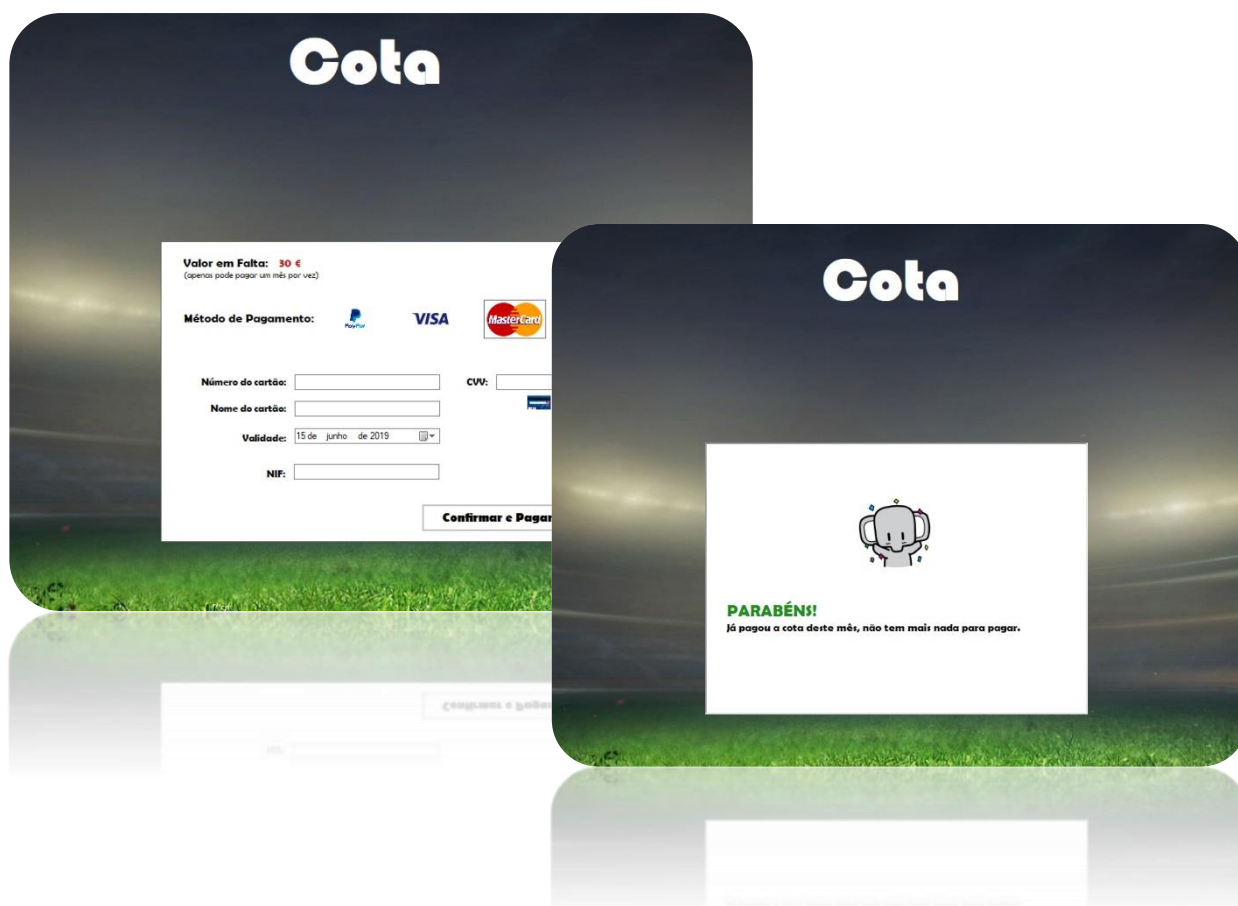 Cota
Valor em Falta: 30 €
(apenas pode pagar um mês por vez)
Método de Pagamento: PayPal VISA MasterCard
Número do cartão: CVV:
Nome do cartão:
Validade: 15 de junho de 2019
NIF:
Confirmar e Pagar
Cota
PARABÉNS!
Já pagou a cota deste mês, não tem mais nada para pagar.